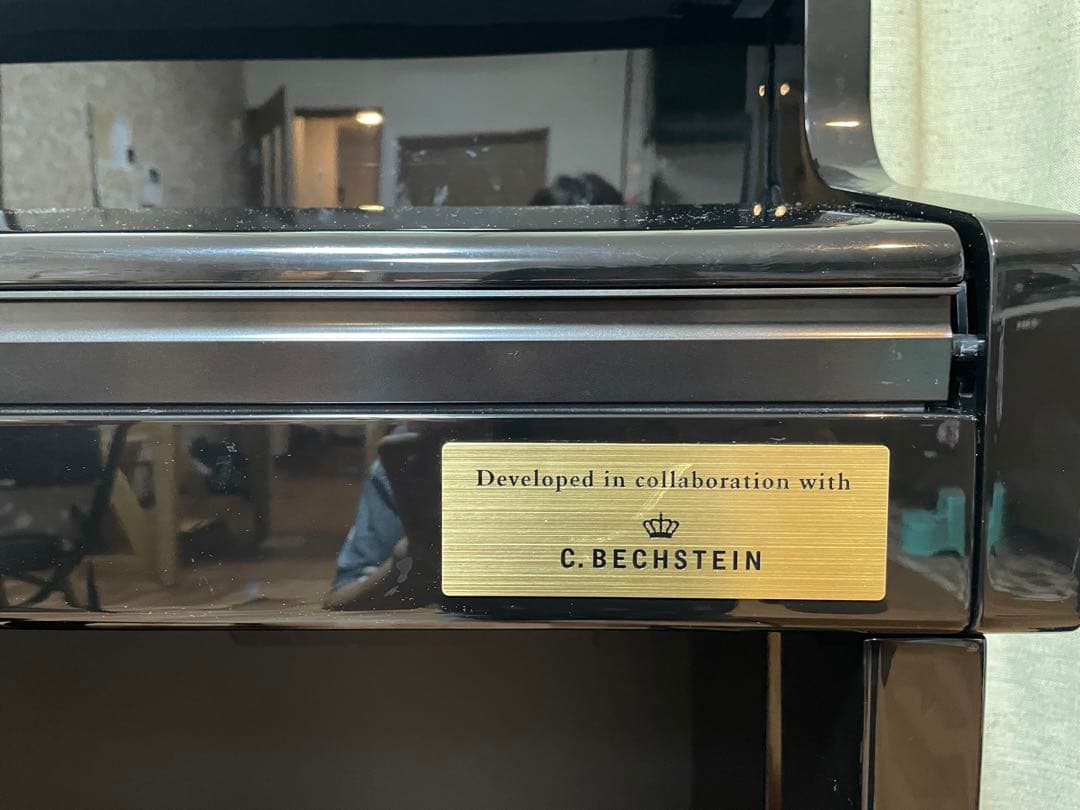 Developed in collaboration with
C. BECHSTEIN